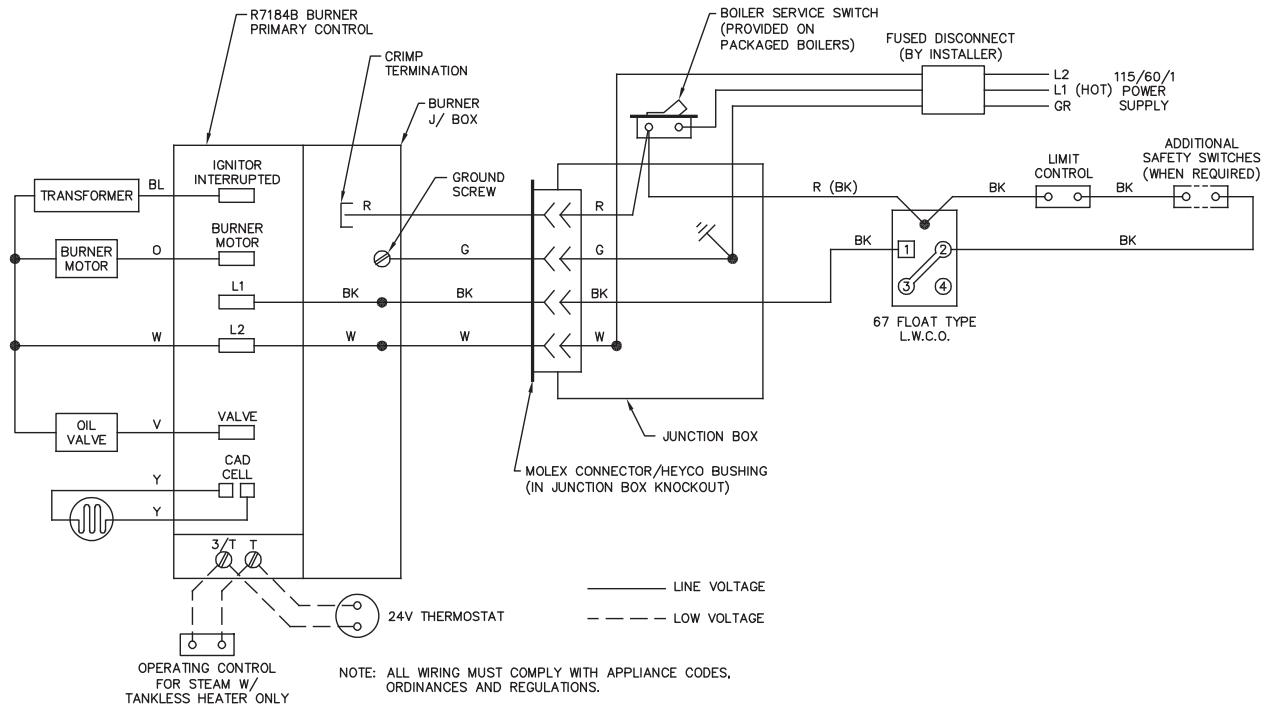 R7184B BURNER
PRIMARY CONTROL
CRIMP
TERMINATION
BURNER
J/ BOX
BOILER SERVICE SWITCH
(PROVIDED ON
PACKAGED BOILERS)
FUSED DISCONNECT
(BY INSTALLER)
L2
L1 (HOT)
GR
115/60/1
POWER
SUPPLY
ADDITIONAL
SAFETY SWITCHES
(WHEN REQUIRED)
LIMIT
CONTROL
TRANSFORMER
BL
IGNITOR
INTERRUPTED
GROUND
SCREW
R
R
R (BK)
BK
BK
BURNER
MOTOR
O
BURNER
MOTOR
G
G
BK
1
2
BK
3
4
L1
BK
BK
BK
67 FLOAT TYPE
L.W.C.O.
W
L2
W
W
W
OIL
VALVE
V
VALVE
JUNCTION BOX
CAD
CELL
Y
Y
MOLEX CONNECTOR/HEYCO BUSHING
(IN JUNCTION BOX KNOCKOUT)
3/T
T
24V THERMOSTAT
LINE VOLTAGE
LOW VOLTAGE
OPERATING CONTROL
FOR STEAM W/
TANKLESS HEATER ONLY
NOTE: ALL WIRING MUST COMPLY WITH APPLIANCE CODES,
ORDINANCES AND REGULATIONS.